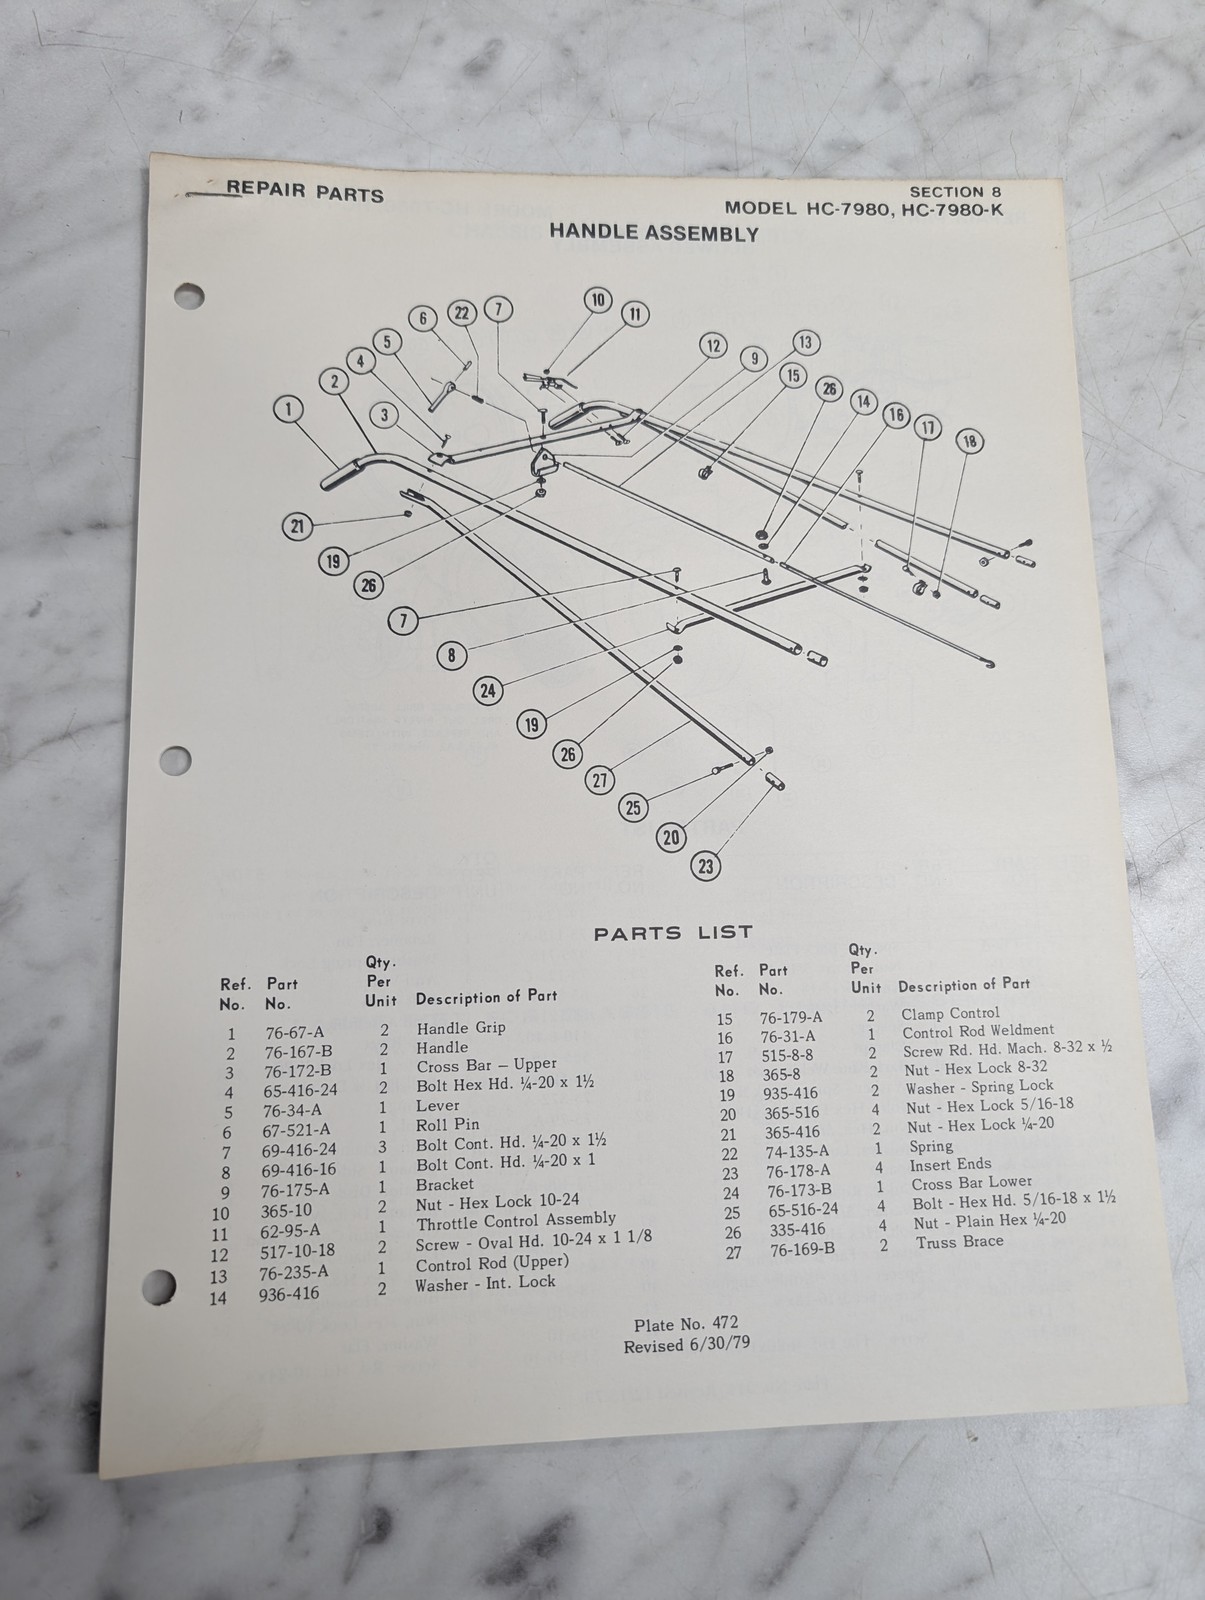 REPAIR PARTS
SECTION 8
MODEL HC-7980, HC-7980-K
HANDLE ASSEMBLY
10
6 22 7 11
5 12 9 13
4 15 26 14 16 17 18
2
1 3
21
19
26
26
7
8
24
19
26
27
25
20
23
PARTS LIST
Ref. No. Part No. Qty. Per Unit Description of Part
1 76-67-A 2 Handle Grip
2 76-167-B 2 Handle
3 76-172-B 1 Cross Bar – Upper
4 65-416-24 2 Bolt Hex Hd. ¼-20 x 1½
5 76-34-A 1 Lever
6 67-521-A 1 Roll Pin
7 69-416-24 3 Bolt Cont. Hd. ¼-20 x 1½
8 69-416-16 1 Bolt Cont. Hd. ¼-20 x 1
9 76-175-A 1 Bracket
10 365-10 2 Nut - Hex Lock 10-24
11 62-95-A 1 Throttle Control Assembly
12 517-10-18 2 Screw - Oval Hd. 10-24 x 1 1/8
13 76-235-A 1 Control Rod (Upper)
14 936-416 2 Washer - Int. Lock
Ref. No. Part No. Qty. Per Unit Description of Part
15 76-179-A 2 Clamp Control
16 76-31-A 1 Control Rod Weldment
17 515-8-8 2 Screw Rd. Hd. Mach. 8-32 x ½
18 365-8 2 Nut - Hex Lock 8-32
19 935-416 2 Washer - Spring Lock
20 365-516 4 Nut - Hex Lock 5/16-18
21 365-416 2 Nut - Hex Lock ¼-20
22 74-135-A 1 Spring
23 76-178-A 4 Insert Ends
24 76-173-B 1 Cross Bar Lower
25 65-516-24 4 Bolt - Hex Hd. 5/16-18 x 1½
26 335-416 4 Nut - Plain Hex ¼-20
27 76-169-B 2 Truss Brace
Plate No. 472
Revised 6/30/79